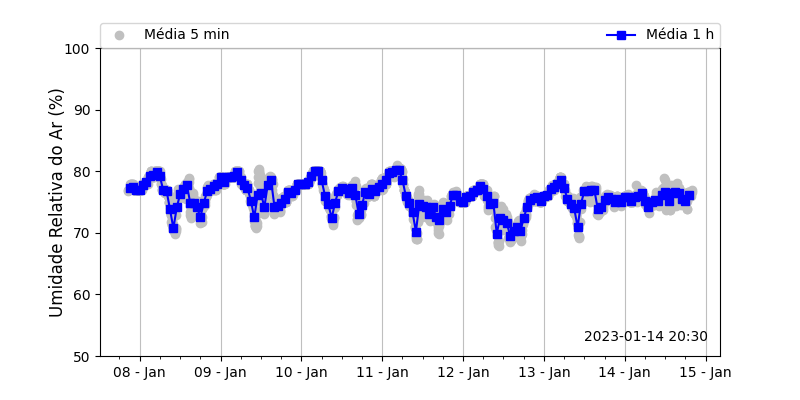 Média 5 min
Média 1 h
100
90
80
70
60
50
Umidade Relativa do Ar (%)
2023-01-14 20:30
08 - Jan
09 - Jan
10 - Jan
11 - Jan
12 - Jan
13 - Jan
14 - Jan
15 - Jan